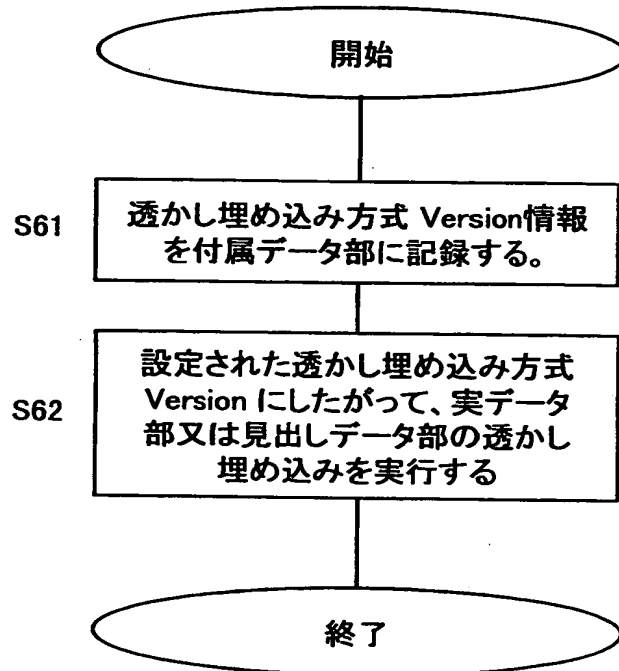 開始
S61
透かし埋め込み方式 Version情報
を付属データ部に記録する。
S62
設定された透かし埋め込み方式
Version にしたがって、実データ
部又は見出しデータ部の透かし
埋め込みを実行する
終了